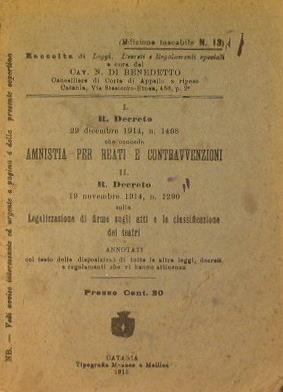 (Edizione tascabile N. 13)
Raccolta di Leggi, Decreti e Regolamenti speciali
a cura del
CAV. N. DI BENEDETTO
Cancelliere di Corte di Appello a riposo
Catania, Via Stesicoro-Etnea, 456, p. 2°
I.
R. Decreto
29 dicembre 1914, n. 1408
che concede
AMNISTIA PER REATI E CONTRAVVENZIONI
II.
R. Decreto
19 novembre 1914, n. 1290
sulla
Legalizzazione di firme sugli atti e la classificazione
dei teatri
ANNOTATI
col testo delle disposizioni di tutte le altre leggi, decreti
e regolamenti che vi hanno attinenza
Prezzo Cent. 30
CATANIA
Tipografia Monaco e Mollica
1915
NB. — Vedi avviso interessante ed urgente a pagina 4 della presente copertina